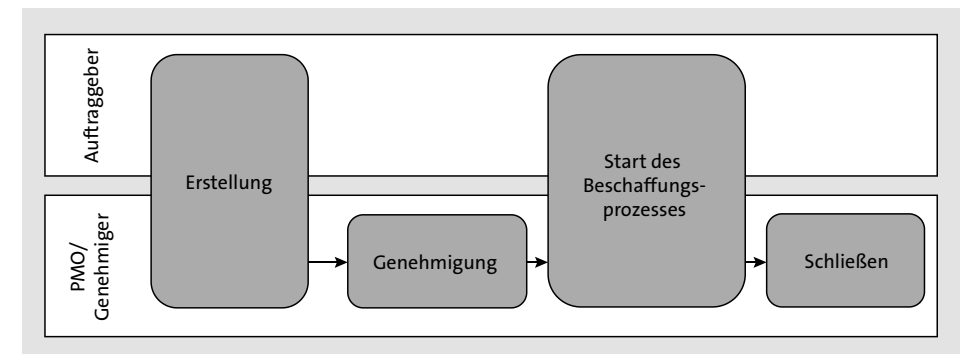 Auftraggeber
Erstellung
Start des
Beschaffungs-
prozesses
PMO/
Genehmiger
Genehmigung
Schließen